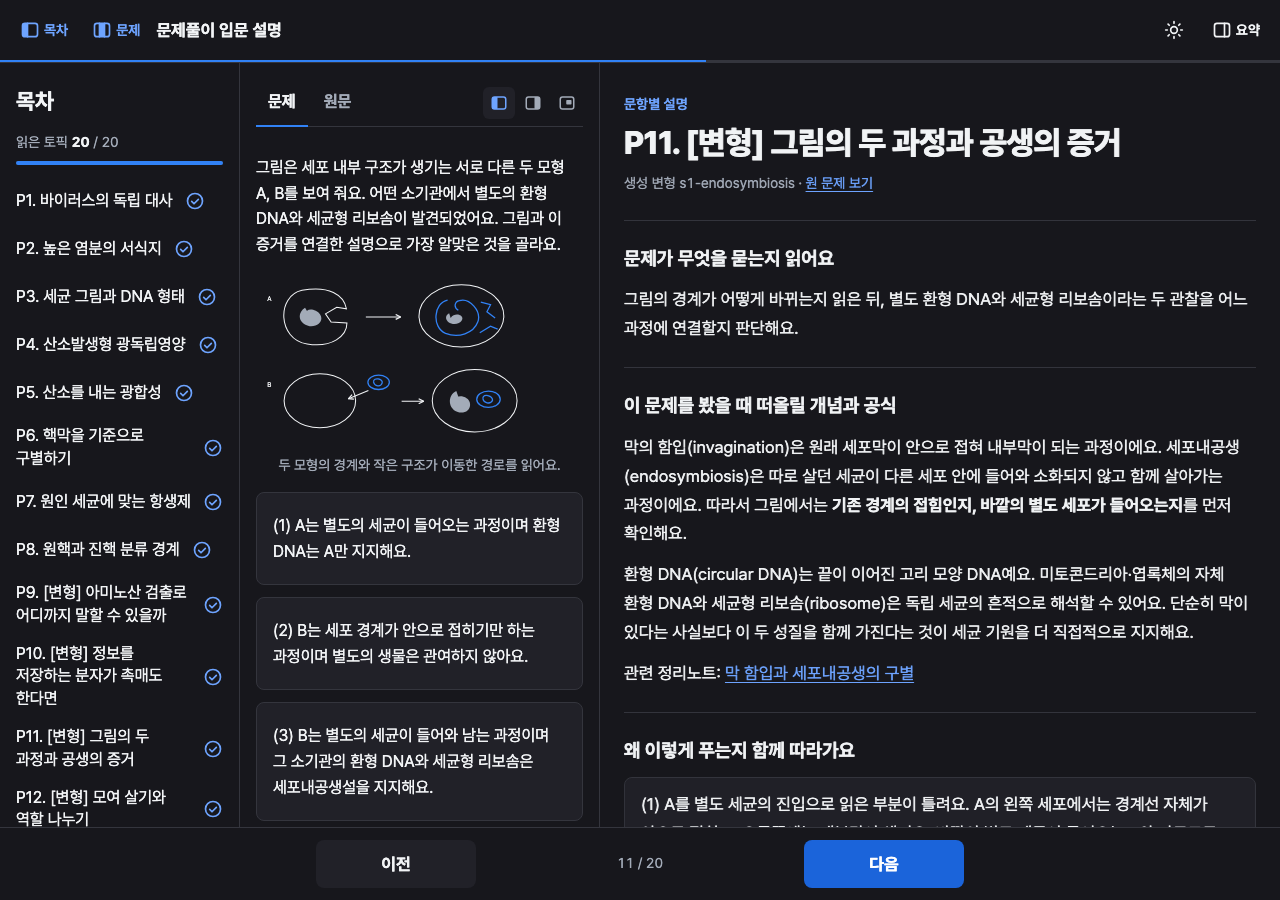 목차
문제
문제풀이 입문 설명
요약
목차
읽은 토픽 20 / 20
P1. 바이러스의 독립 대사
P2. 높은 염분의 서식지
P3. 세균 그림과 DNA 형태
P4. 산소발생형 광독립영양
P5. 산소를 내는 광합성
P6. 핵막을 기준으로
구별하기
P7. 원인 세균에 맞는 항생제
P8. 원핵과 진핵 분류 경계
P9. [변형] 아미노산 검출로
어디까지 말할 수 있을까
P10. [변형] 정보를
저장하는 분자가 촉매도
한다면
P11. [변형] 그림의 두
과정과 공생의 증거
P12. [변형] 모여 살기와
역할 나누기
문제
원문
그림은 세포 내부 구조가 생기는 서로 다른 두 모형
A, B를 보여 줘요. 어떤 소기관에서 별도의 환형
DNA와 세균형 리보솜이 발견되었어요. 그림과 이
증거를 연결한 설명으로 가장 알맞은 것을 골라요.
A
B
두 모형의 경계와 작은 구조가 이동한 경로를 읽어요.
(1) A는 별도의 세균이 들어오는 과정이며 환형
DNA는 A만 지지해요.
(2) B는 세포 경계가 안으로 접히기만 하는
과정이며 별도의 생물은 관여하지 않아요.
(3) B는 별도의 세균이 들어와 남는 과정이며
그 소기관의 환형 DNA와 세균형 리보솜은
세포내공생설을 지지해요.
문항별 설명
P11. [변형] 그림의 두 과정과 공생의 증거
생성 변형 s1-endosymbiosis · 원 문제 보기
문제가 무엇을 묻는지 읽어요
그림의 경계가 어떻게 바뀌는지 읽은 뒤, 별도 환형 DNA와 세균형 리보솜이라는 두 관찰을 어느
과정에 연결할지 판단해요.
이 문제를 봤을 때 떠올릴 개념과 공식
막의 함입(invagination)은 원래 세포막이 안으로 접혀 내부막이 되는 과정이에요. 세포내공생
(endosymbiosis)은 따로 살던 세균이 다른 세포 안에 들어와 소화되지 않고 함께 살아가는
과정이에요. 따라서 그림에서는 기존 경계의 접힘인지, 바깥의 별도 세포가 들어오는지를 먼저
확인해요.
환형 DNA(circular DNA)는 끝이 이어진 고리 모양 DNA예요. 미토콘드리아·엽록체의 자체
환형 DNA와 세균형 리보솜(ribosome)은 독립 세균의 흔적으로 해석할 수 있어요. 단순히 막이
있다는 사실보다 이 두 성질을 함께 가진다는 것이 세균 기원을 더 직접적으로 지지해요.
관련 정리노트: 막 함입과 세포내공생의 구별
왜 이렇게 푸는지 함께 따라가요
(1) A를 별도 세균의 진입으로 읽은 부분이 틀려요. A의 왼쪽 세포에서는 경계선 자체가
이전
11 / 20
다음